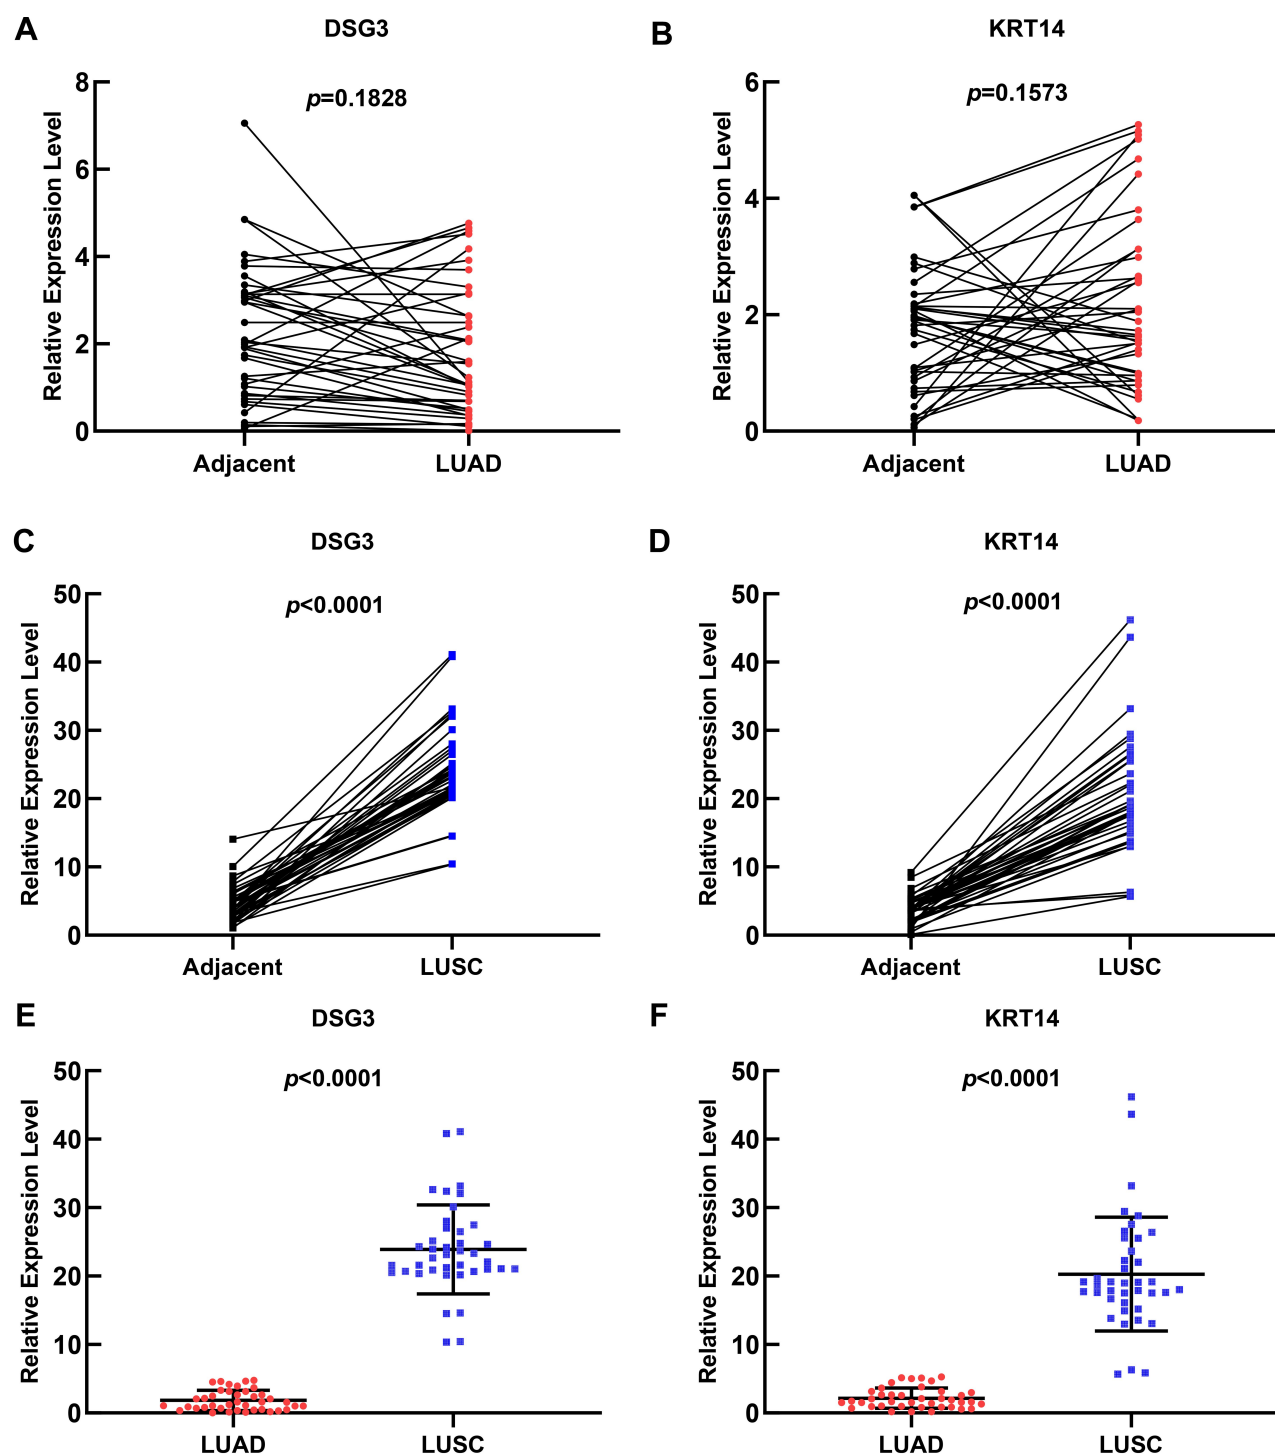 A
DSG3
p=0.1828
Relative Expression Level
8
6
4
2
0
Adjacent
LUAD
B
KRT14
p=0.1573
Relative Expression Level
6
4
2
0
Adjacent
LUAD
C
DSG3
p<0.0001
Relative Expression Level
50
40
30
20
10
0
Adjacent
LUSC
D
KRT14
p<0.0001
Relative Expression Level
50
40
30
20
10
0
Adjacent
LUSC
E
DSG3
p<0.0001
Relative Expression Level
50
40
30
20
10
0
LUAD
LUSC
F
KRT14
p<0.0001
Relative Expression Level
50
40
30
20
10
0
LUAD
LUSC